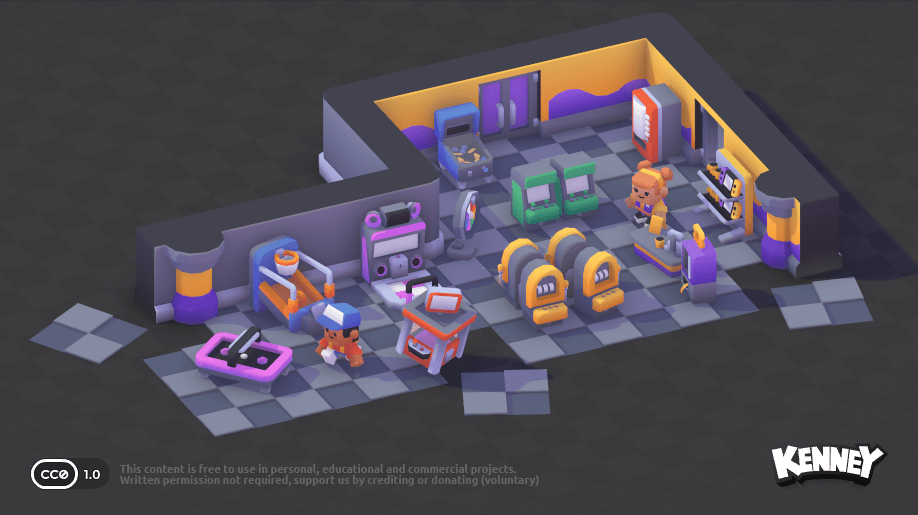 CC0 1.0
This content is free to use in personal, educational and commercial projects.
Written permission not required, support us by crediting or donating (voluntary)
KENNEY